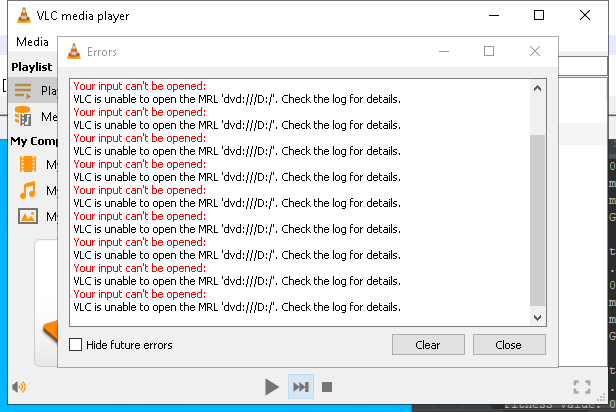 VLC media player
Media
Errors
Playlist
My Comp
Your input can't be opened:
VLC is unable to open the MRL 'dvd:///D:/'. Check the log for details.
Your input can't be opened:
VLC is unable to open the MRL 'dvd:///D:/'. Check the log for details.
Your input can't be opened:
VLC is unable to open the MRL 'dvd:///D:/'. Check the log for details.
Your input can't be opened:
VLC is unable to open the MRL 'dvd:///D:/'. Check the log for details.
Your input can't be opened:
VLC is unable to open the MRL 'dvd:///D:/'. Check the log for details.
Your input can't be opened:
VLC is unable to open the MRL 'dvd:///D:/'. Check the log for details.
Your input can't be opened:
VLC is unable to open the MRL 'dvd:///D:/'. Check the log for details.
Your input can't be opened:
VLC is unable to open the MRL 'dvd:///D:/'. Check the log for details.
Your input can't be opened:
VLC is unable to open the MRL 'dvd:///D:/'. Check the log for details.
Hide future errors
Clear
Close